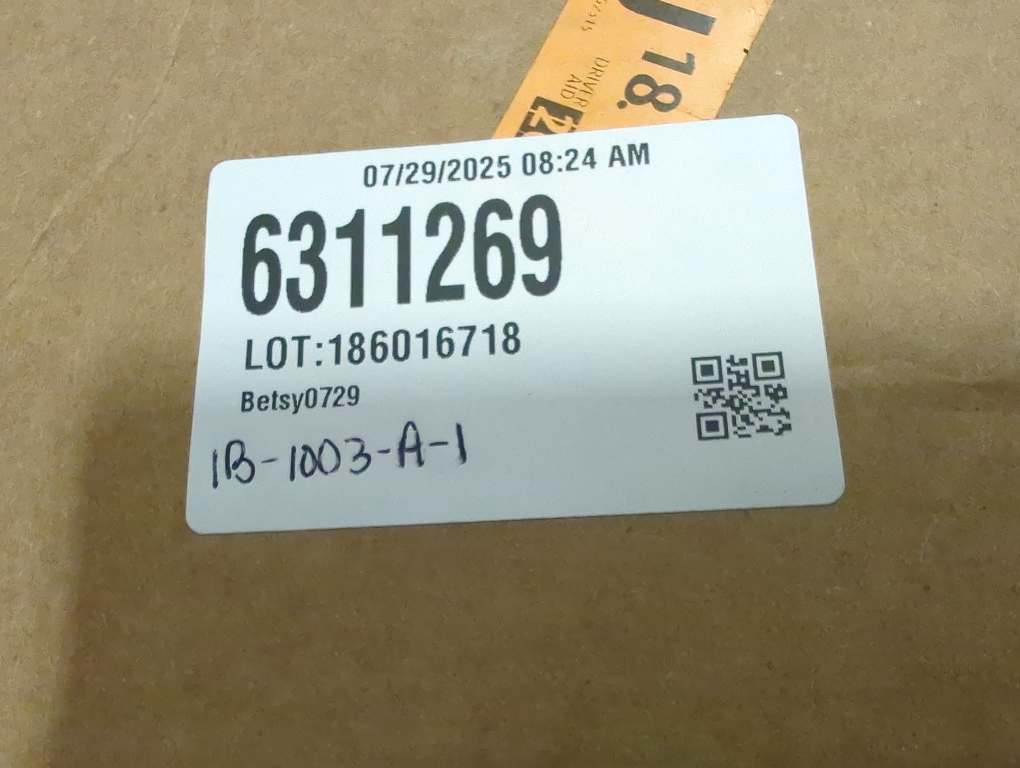 18.
DRIVER
AID
07/29/2025 08:24 AM
6311269
LOT:186016718
Betsy0729
1B-1003-A-1